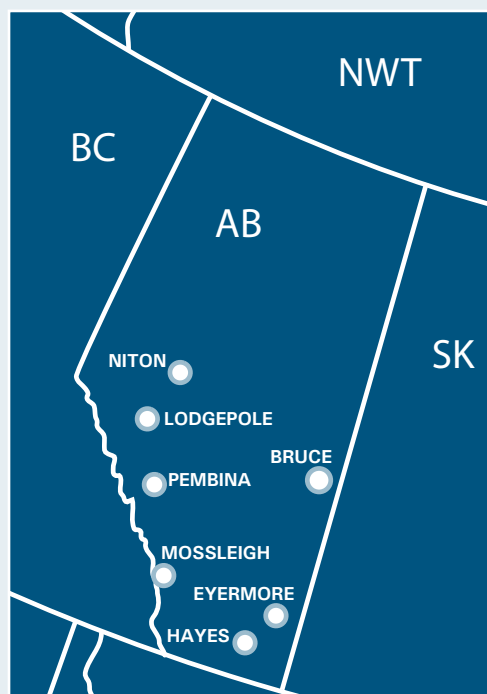 NWT
BC
AB
SK
NITON
LODGEPOLE
BRUCE
PEMBINA
MOSSLEIGH
EYERMORE
HAYES